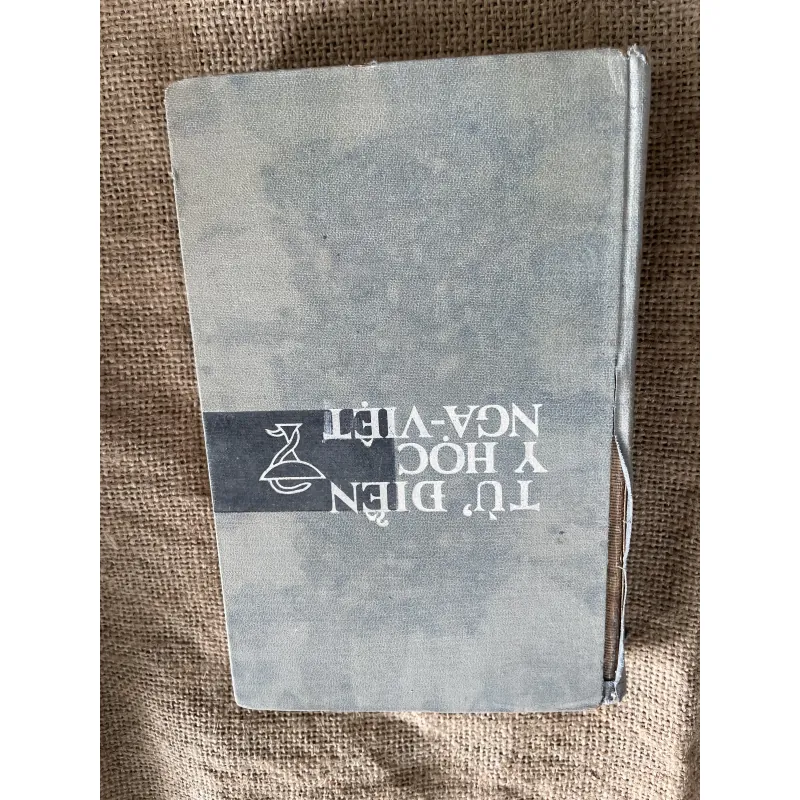 TỪ ĐIỂN
Y HỌC
NGA-VIỆT